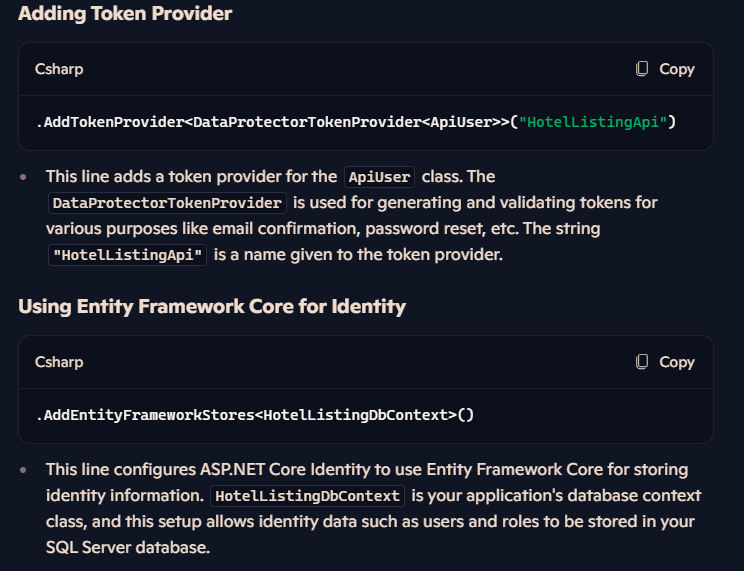 Adding Token Provider
Csharp
Copy
.AddTokenProvider<DataProtectorTokenProvider<ApiUser>>("HotelListingApi")
This line adds a token provider for the ApiUser class. The
DataProtectorTokenProvider is used for generating and validating tokens for
various purposes like email confirmation, password reset, etc. The string
"HotelListingApi" is a name given to the token provider.
Using Entity Framework Core for Identity
Csharp
Copy
.AddEntityFrameworkStores<HotelListingDbContext>()
This line configures ASP.NET Core Identity to use Entity Framework Core for storing
identity information. HotelListingDbContext is your application's database context
class, and this setup allows identity data such as users and roles to be stored in your
SQL Server database.